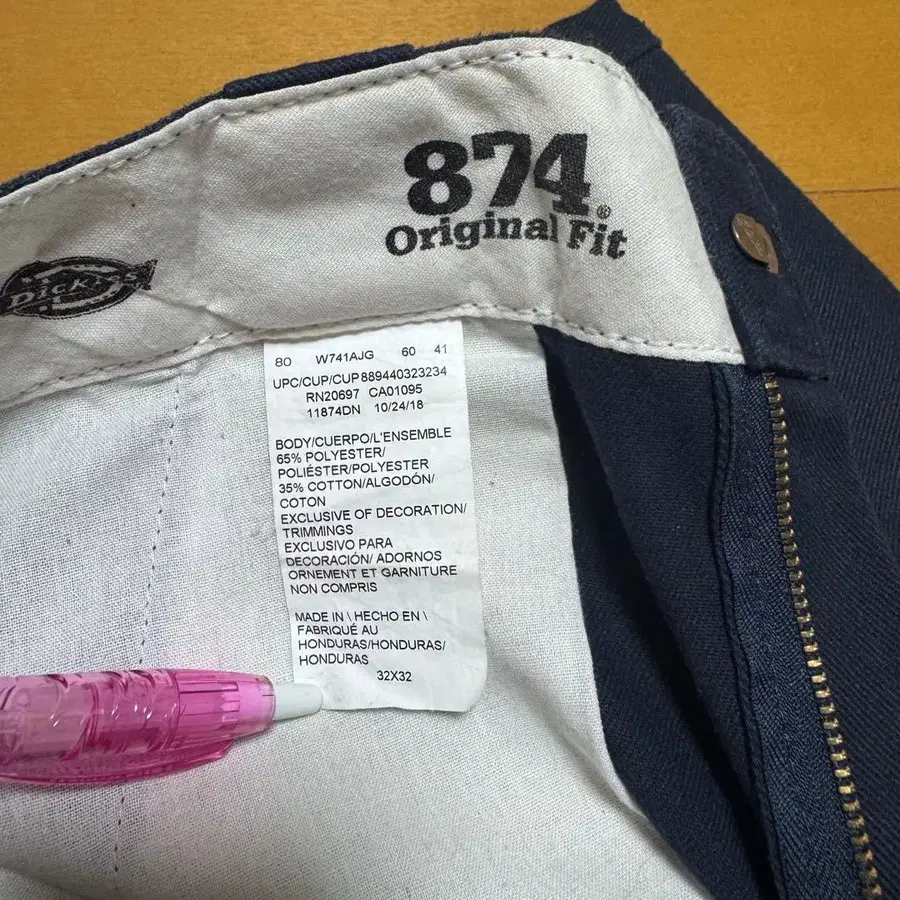 874®
Original Fit
DICKIES
80 W741AJG 60 41
UPC/CUP/CUP889440323234
RN20697 CA01095
11874DN 10/24/18
BODY/CUERPO/L'ENSEMBLE
65% POLYESTER/
POLIÉSTER/POLYESTER
35% COTTON/ALGODÓN/
COTON
EXCLUSIVE OF DECORATION/
TRIMMINGS
EXCLUSIVO PARA
DECORACIÓN/ ADORNOS
ORNEMENT ET GARNITURE
NON COMPRIS
MADE IN \ HECHO EN \
FABRIQUÉ AU
HONDURAS/HONDURAS/
HONDURAS
32X32